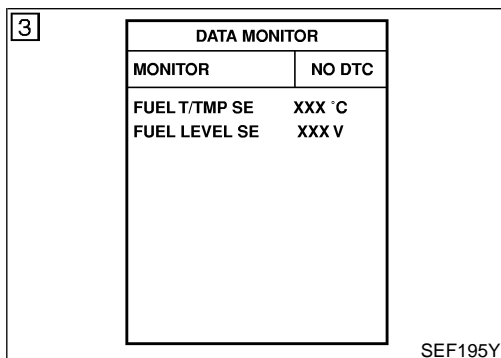 3
DATA MONITOR
MONITOR NO DTC
FUEL T/TMP SE XXX °C
FUEL LEVEL SE XXX V
SEF195Y